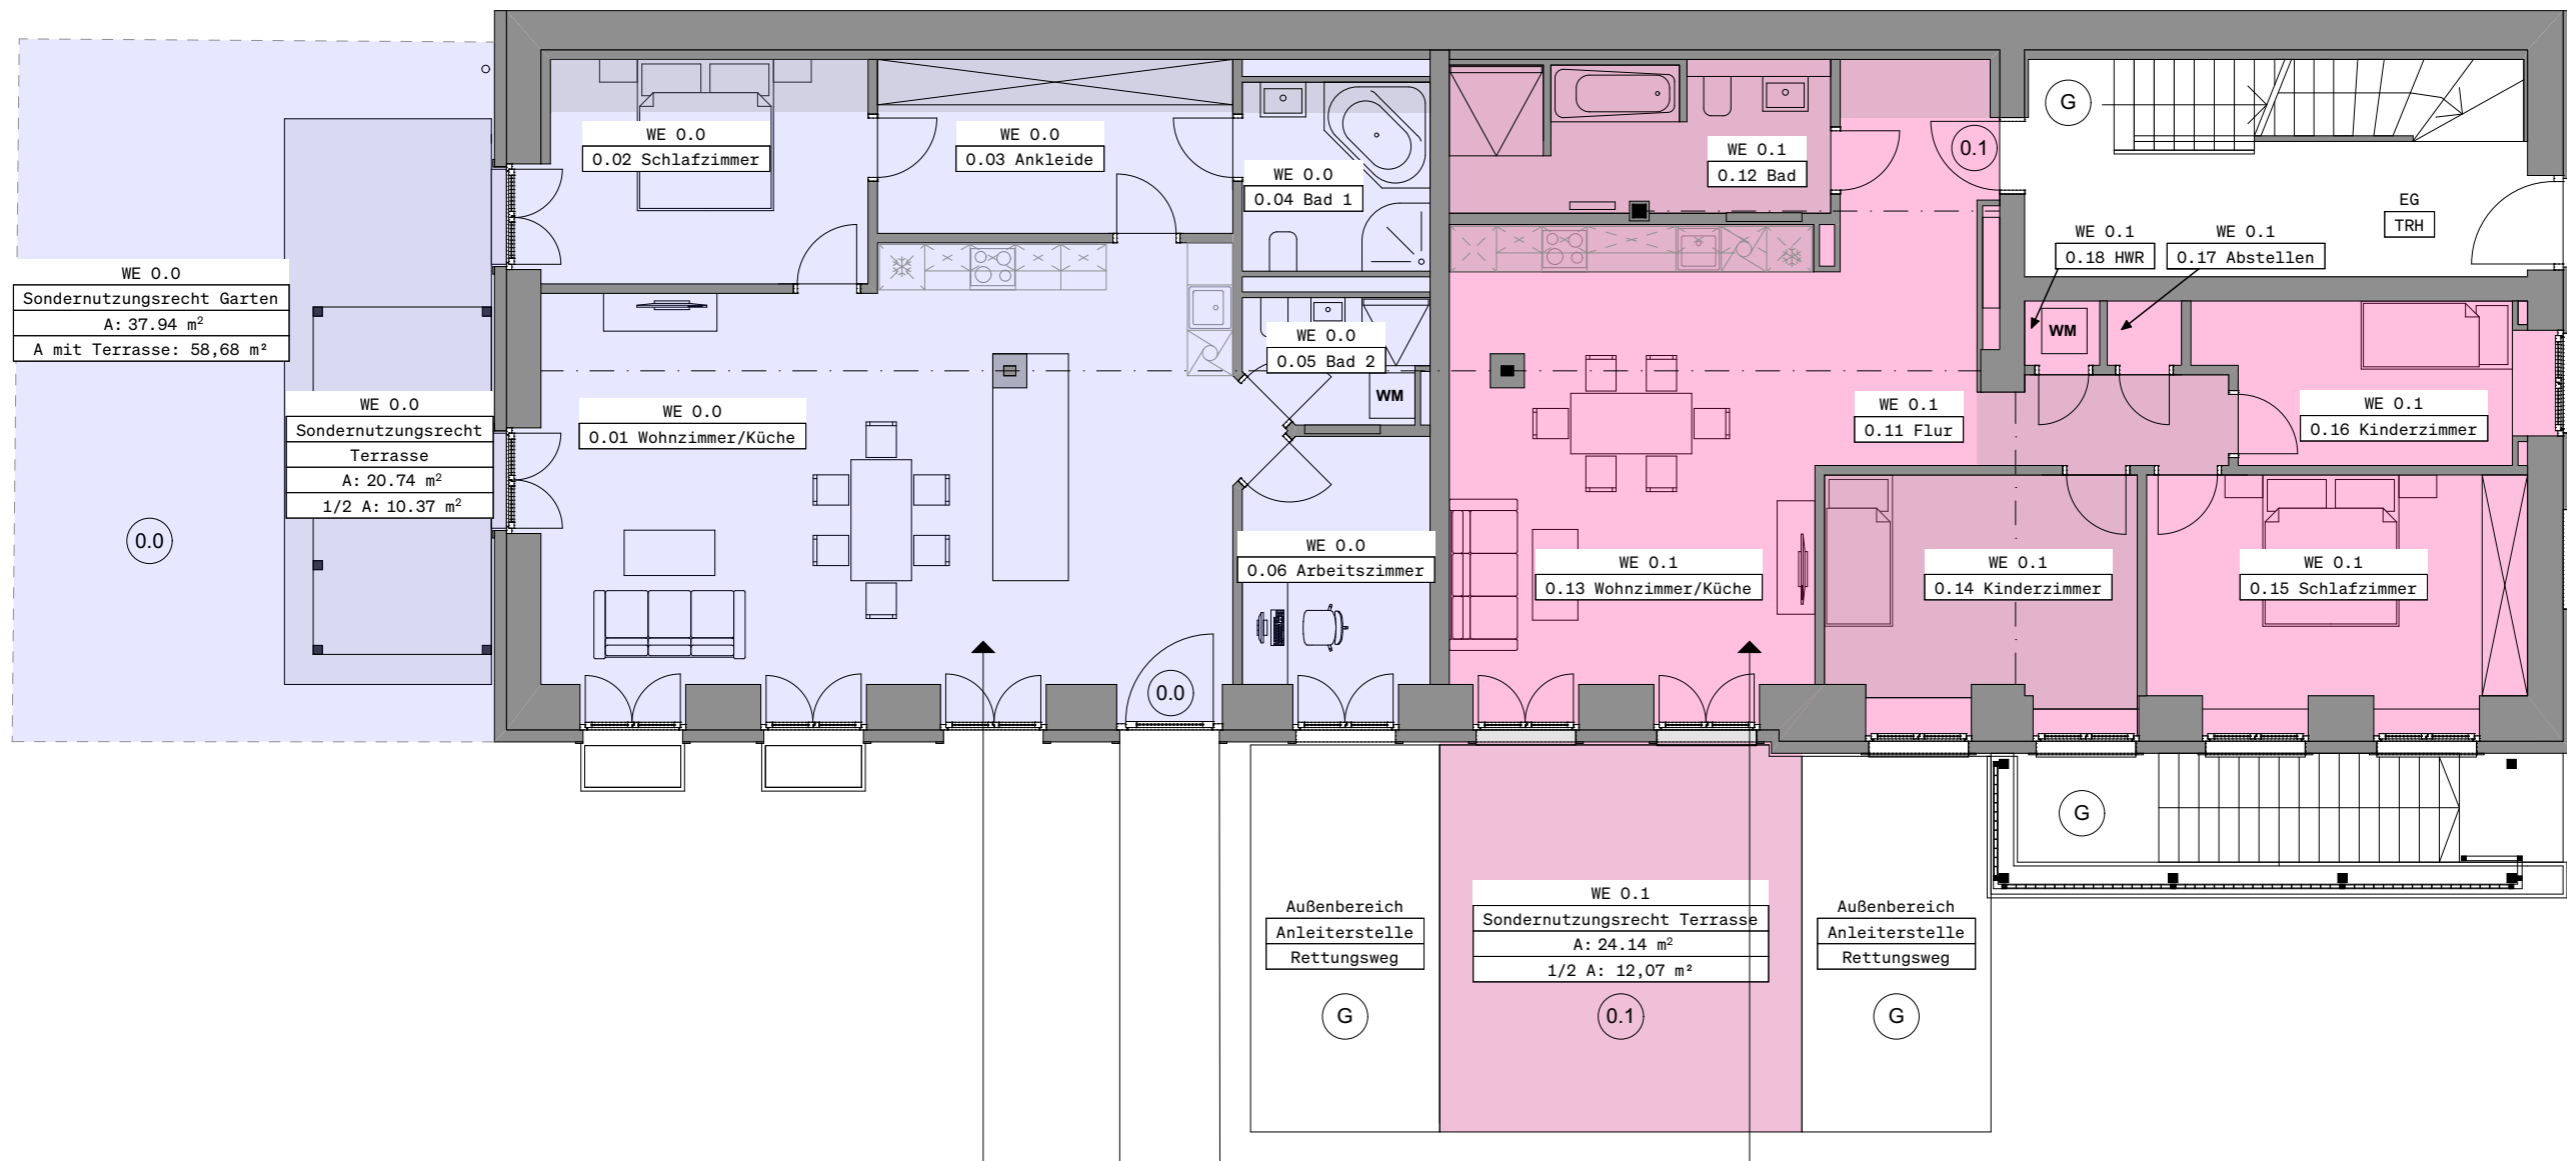 WE 0.0
0.02 Schlafzimmer
WE 0.0
0.03 Ankleide
WE 0.0
0.04 Bad 1
WE 0.1
0.12 Bad
0.1
G
EG
TRH
WE 0.1
0.18 HWR
WE 0.1
0.17 Abstellen
WE 0.0
Sondernutzungsrecht Garten
A: 37.94 m²
A mit Terrasse: 58,68 m²
WE 0.0
Sondernutzungsrecht
Terrasse
A: 20.74 m²
1/2 A: 10.37 m²
0.0
WE 0.0
0.01 Wohnzimmer/Küche
WE 0.0
0.05 Bad 2
WM
WM
WE 0.1
0.11 Flur
WE 0.1
0.16 Kinderzimmer
WE 0.0
0.06 Arbeitszimmer
WE 0.1
0.13 Wohnzimmer/Küche
WE 0.1
0.14 Kinderzimmer
WE 0.1
0.15 Schlafzimmer
0.0
G
Außenbereich
Anleiterstelle
Rettungsweg
G
WE 0.1
Sondernutzungsrecht Terrasse
A: 24.14 m²
1/2 A: 12,07 m²
0.1
Außenbereich
Anleiterstelle
Rettungsweg
G